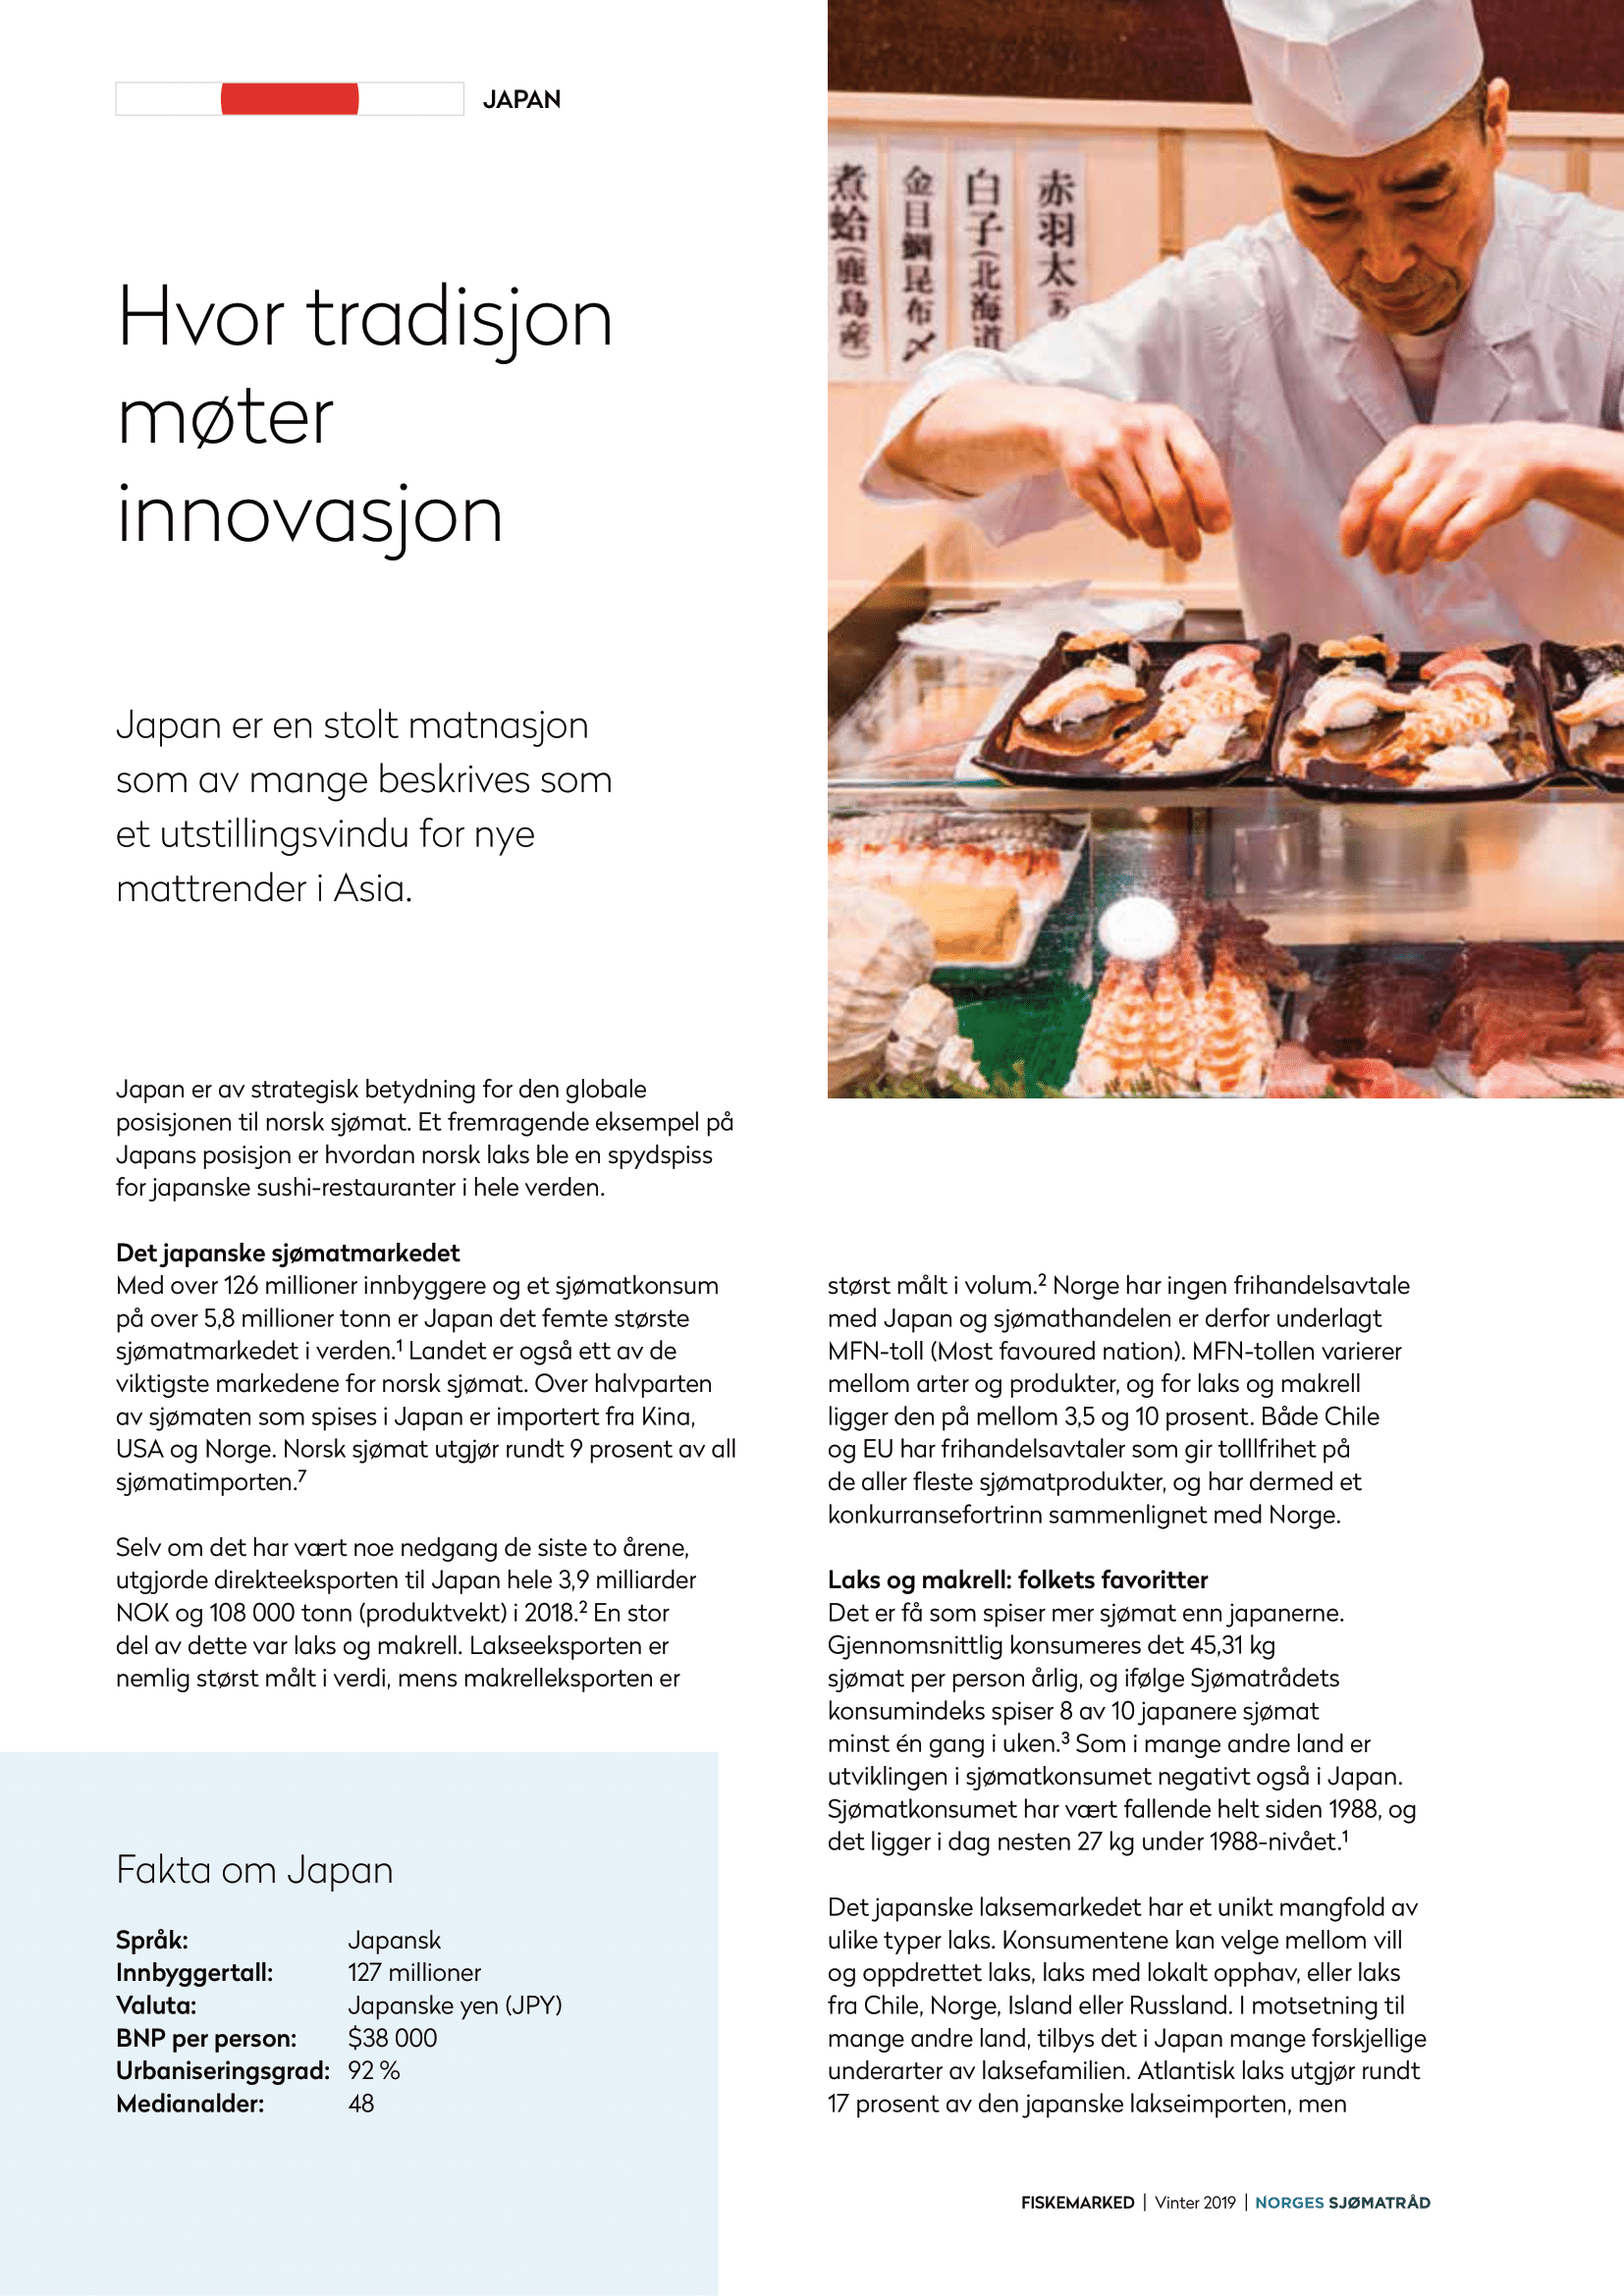 JAPAN
Hvor tradisjon
møter
innovasjon
Japan er en stolt matnasjon
som av mange beskrives som
et utstillingsvindu for nye
mattrender i Asia.
煮蛤(鹿島産)
金目鯛昆布〆
白子(北海道
赤羽太(あ
Japan er av strategisk betydning for den globale
posisjonen til norsk sjømat. Et fremragende eksempel på
Japans posisjon er hvordan norsk laks ble en spydspiss
for japanske sushi-restauranter i hele verden.
Det japanske sjømatmarkedet
Med over 126 millioner innbyggere og et sjømatkonsum
på over 5,8 millioner tonn er Japan det femte største
sjømatmarkedet i verden.¹ Landet er også ett av de
viktigste markedene for norsk sjømat. Over halvparten
av sjømaten som spises i Japan er importert fra Kina,
USA og Norge. Norsk sjømat utgjør rundt 9 prosent av all
sjømatimporten.⁷
Selv om det har vært noe nedgang de siste to årene,
utgjorde direkteeksporten til Japan hele 3,9 milliarder
NOK og 108 000 tonn (produktvekt) i 2018.² En stor
del av dette var laks og makrell. Lakseeksporten er
nemlig størst målt i verdi, mens makrelleksporten er
størst målt i volum.² Norge har ingen frihandelsavtale
med Japan og sjømathandelen er derfor underlagt
MFN-toll (Most favoured nation). MFN-tollen varierer
mellom arter og produkter, og for laks og makrell
ligger den på mellom 3,5 og 10 prosent. Både Chile
og EU har frihandelsavtaler som gir tolllfrihet på
de aller fleste sjømatprodukter, og har dermed et
konkurransefortrinn sammenlignet med Norge.
Laks og makrell: folkets favoritter
Det er få som spiser mer sjømat enn japanerne.
Gjennomsnittlig konsumeres det 45,31 kg
sjømat per person årlig, og ifølge Sjømatrådets
konsumindeks spiser 8 av 10 japanere sjømat
minst én gang i uken.³ Som i mange andre land er
utviklingen i sjømatkonsumet negativt også i Japan.
Sjømatkonsumet har vært fallende helt siden 1988, og
det ligger i dag nesten 27 kg under 1988-nivået.¹
Det japanske laksemarkedet har et unikt mangfold av
ulike typer laks. Konsumentene kan velge mellom vill
og oppdrettet laks, laks med lokalt opphav, eller laks
fra Chile, Norge, Island eller Russland. I motsetning til
mange andre land, tilbys det i Japan mange forskjellige
underarter av laksefamilien. Atlantisk laks utgjør rundt
17 prosent av den japanske lakseimporten, men
Fakta om Japan
Språk: Japansk
Innbyggertall: 127 millioner
Valuta: Japanske yen (JPY)
BNP per person: $38 000
Urbaniseringsgrad: 92 %
Medianalder: 48
FISKEMARKED | Vinter 2019 | NORGES SJØMATRÅD